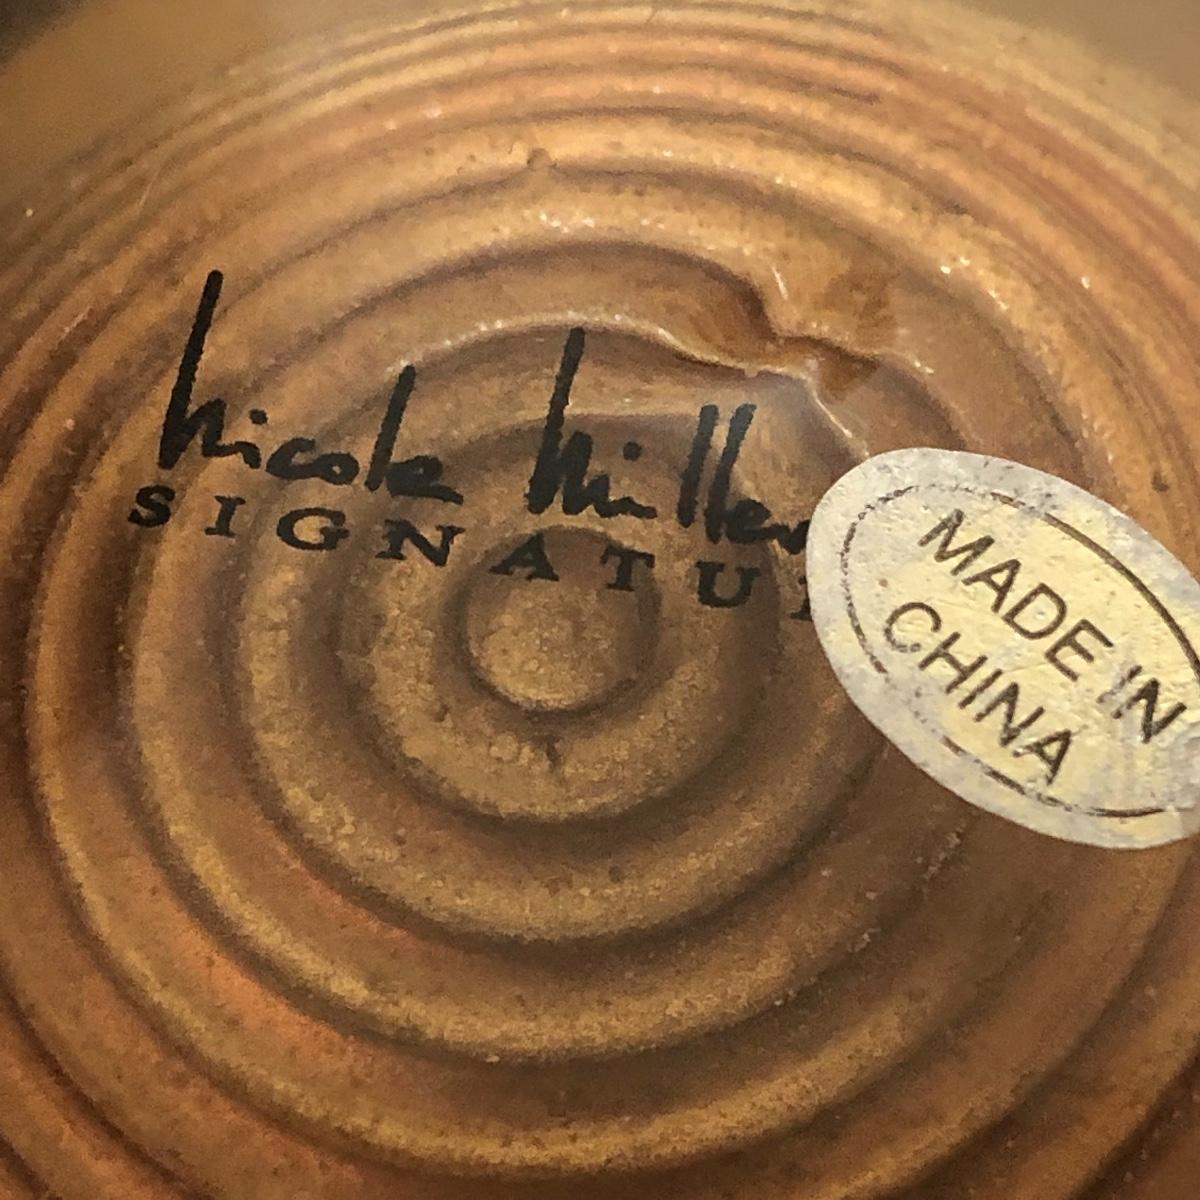 Nicole Miller
SIGNATU
MADE IN
CHINA